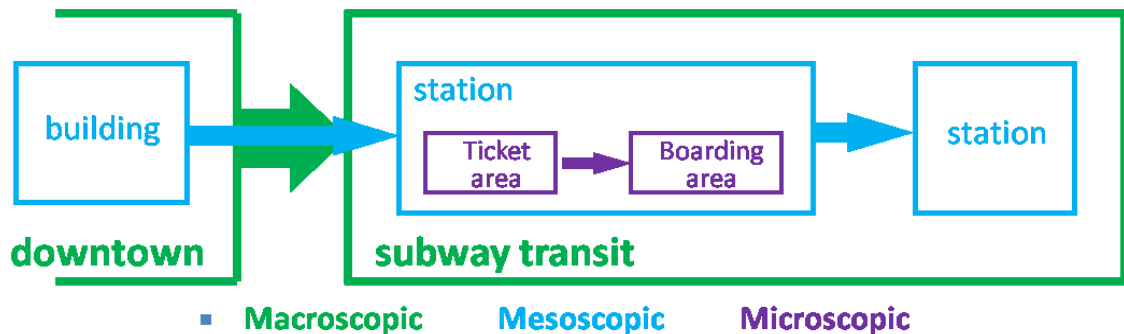 building
station
Ticket
area
Boarding
area
station
downtown
subway transit
Macroscopic Mesoscopic Microscopic